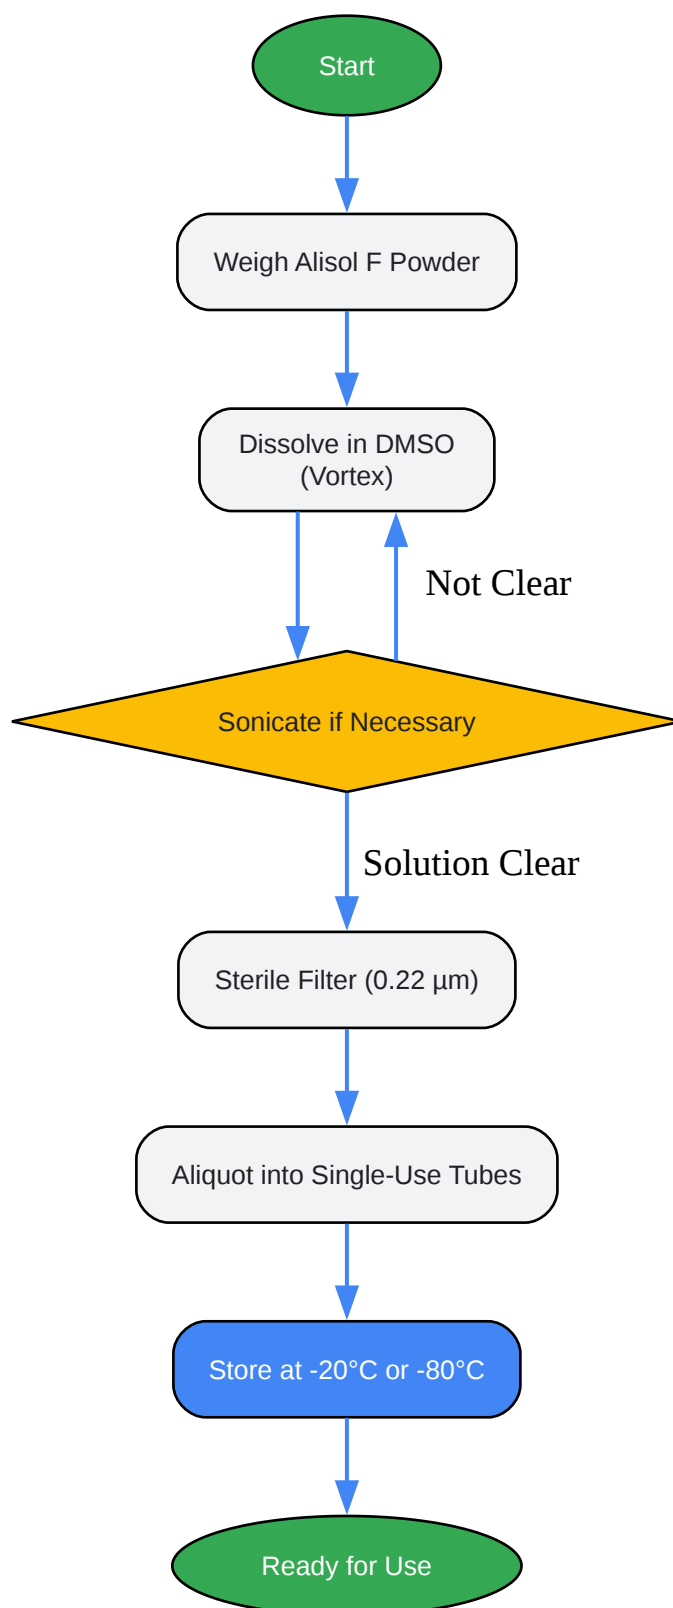 Start
Weigh Alisol F Powder
Dissolve in DMSO
(Vortex)
Not Clear
Sonicate if Necessary
Solution Clear
Sterile Filter (0.22 µm)
Aliquot into Single-Use Tubes
Store at -20°C or -80°C
Ready for Use